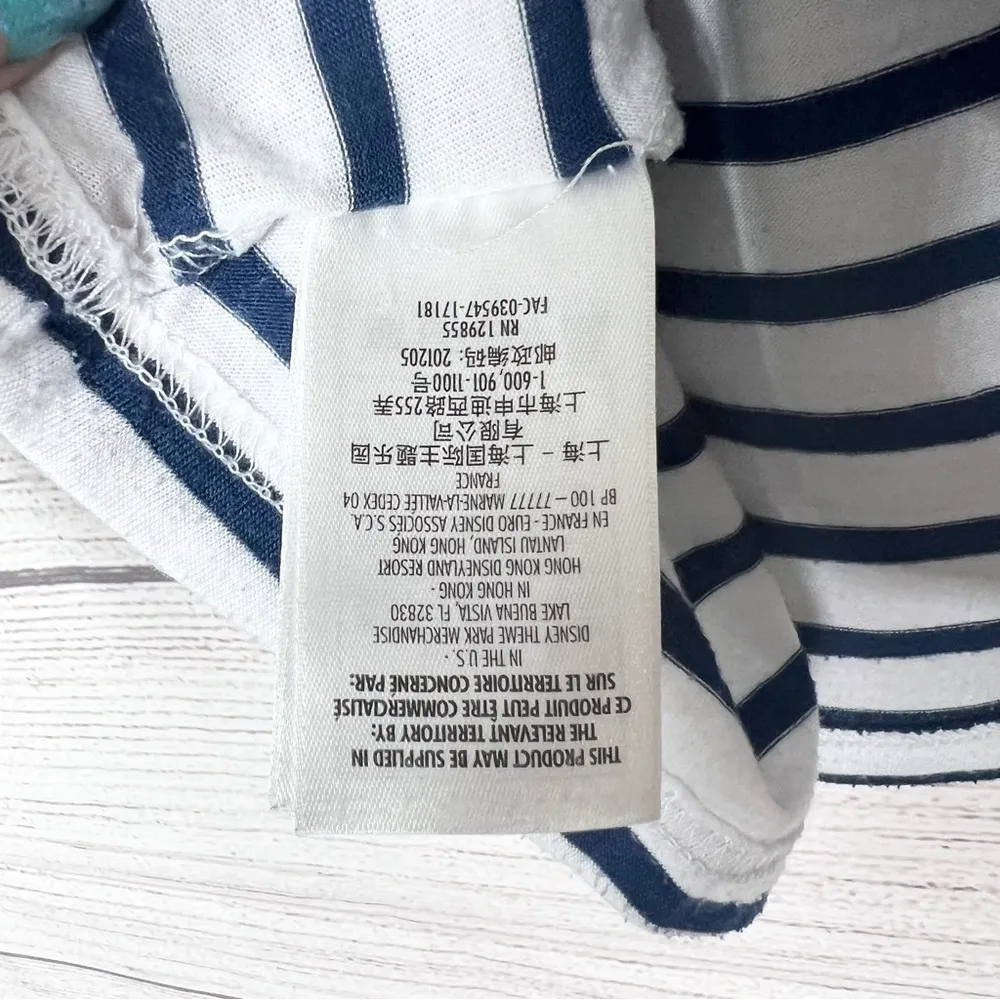 THIS PRODUCT MAY BE SUPPLIED IN
THE RELEVANT TERRITORY BY:
CE PRODUIT PEUT ÊTRE COMMERCIALISÉ
SUR LE TERRITOIRE CONCERNÉ PAR:
IN THE U.S. -
DISNEY THEME PARK MERCHANDISE
LAKE BUENA VISTA, FL 32830
IN HONG KONG -
HONG KONG DISNEYLAND RESORT
LANTAU ISLAND, HONG KONG
EN FRANCE - EURO DISNEY ASSOCIÉS S.C.A.
BP 100 – 77777 MARNE-LA-VALLÉE CEDEX 04
FRANCE
上海 - 上海国际主题乐园
有限公司
上海市申迪西路255弄
1-600,901-1100号
邮政编码: 201205
RN 129855
FAC-039547-17181